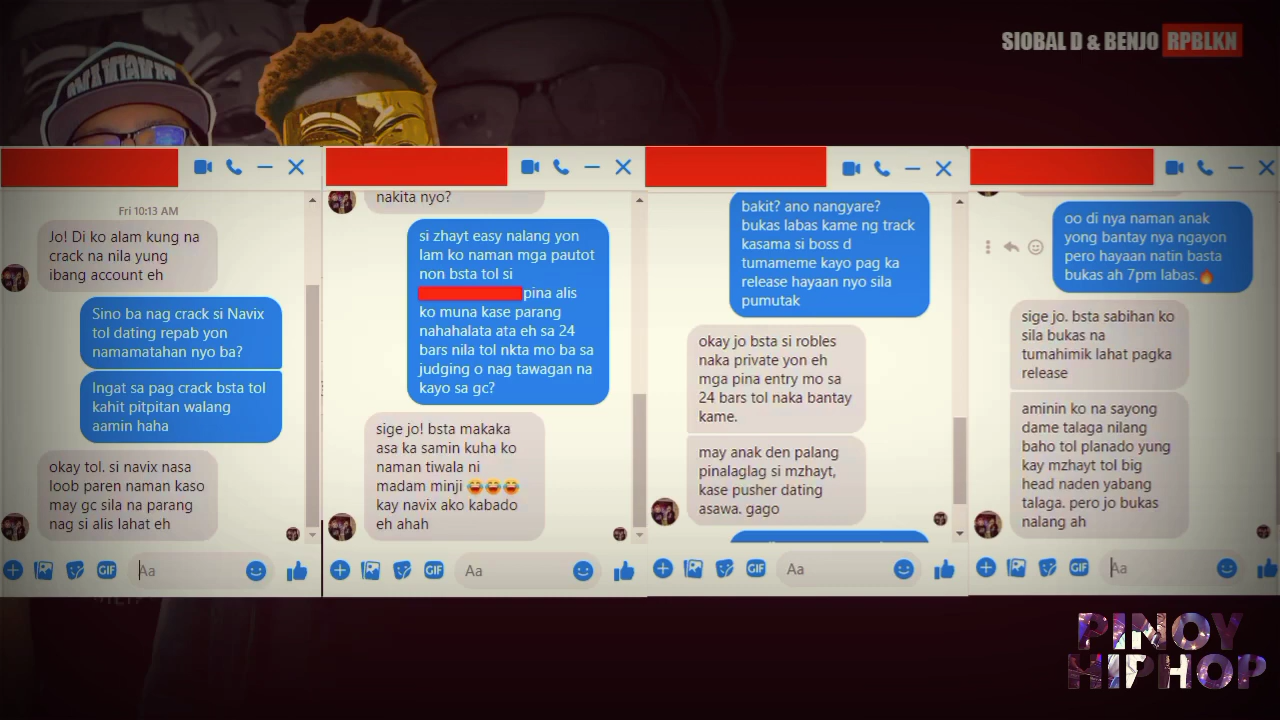 SIOBAL D & BENJO RPBLKN
Fri 10:13 AM
Jo! Di ko alam kung na
crack na nila yung
ibang account eh
Sino ba nag crack si Navix
tol dating repab yon
namamatahan nyo ba?
Ingat sa pag crack bsta tol
kahit pitpitan walang
aamin haha
okay tol. si navix nasa
loob paren naman kaso
may gc sila na parang
nag si alis lahat eh
Aa
nakita nyo?
si zhayt easy nalang yon
lam ko naman mga pautot
non bsta tol si
pina alis
ko muna kase parang
nahahalata ata eh sa 24
bars nila tol nkta mo ba sa
judging o nag tawagan na
kayo sa gc?
sige jo! bsta makaka
asa ka samin kuha ko
naman tiwala ni
madam minji 😂😂😂
kay navix ako kabado
eh ahah
Aa
bakit? ano nangyare?
bukas labas kame ng track
kasama si boss d
tumameme kayo pag ka
release hayaan nyo sila
pumutak
okay jo bsta si robles
naka private yon eh
mga pina entry mo sa
24 bars tol naka bantay
kame.
may anak den palang
pinalaglag si mzhayt,
kase pusher dating
asawa. gago
Aa
oo di nya naman anak
yong bantay nya ngayon
pero hayaan natin basta
bukas ah 7pm labas.🔥
sige jo. bsta sabihan ko
sila bukas na
tumahimik lahat pagka
release
aminin ko na sayong
dame talaga nilang
baho tol planado yung
kay mzhayt tol big
head naden yabang
talaga. pero jo bukas
nalang ah
Aa
GIF
GIF
GIF
GIF
PINOY
HIPHOP